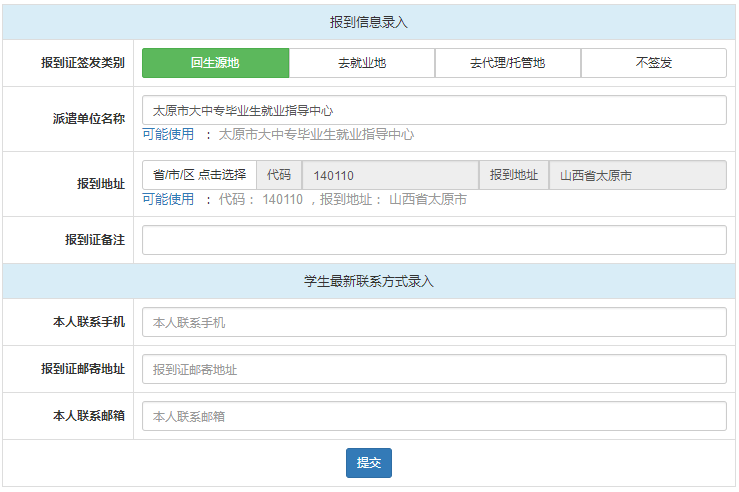 报到信息录入
报到证签发类别 回生源地 去就业地 去代理/托管地 不签发
派遣单位名称 太原市大中专毕业生就业指导中心
可能使用 ： 太原市大中专毕业生就业指导中心
报到地址 省/市/区 点击选择 代码 140110 报到地址 山西省太原市
可能使用 ： 代码： 140110 ，报到地址： 山西省太原市
报到证备注
学生最新联系方式录入
本人联系手机 本人联系手机
报到证邮寄地址 报到证邮寄地址
本人联系邮箱 本人联系邮箱
提交